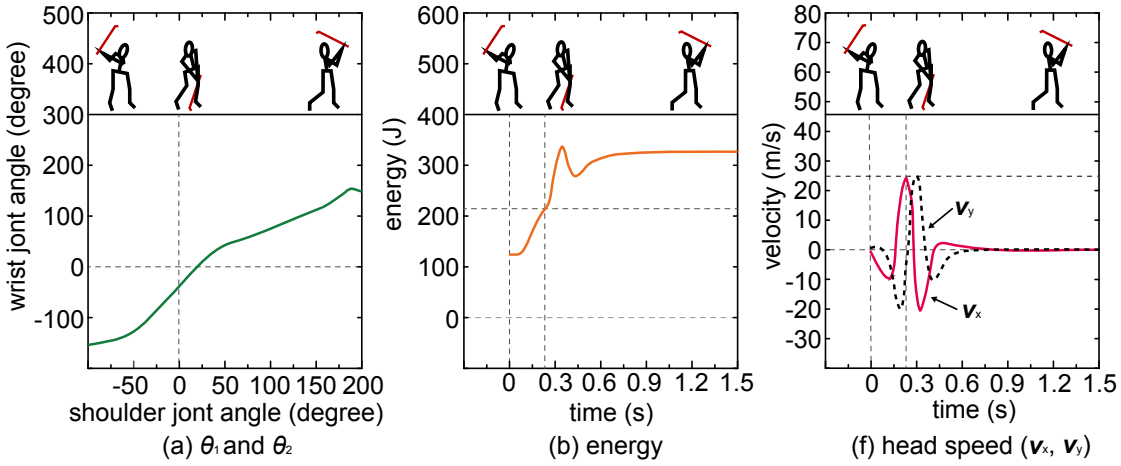 500
400
300
200
100
0
-100
-50 0 50 100 150 200
wrist jont angle (degree)
shoulder jont angle (degree)
(a) θ1 and θ2
600
500
400
300
200
100
0
0 0.3 0.6 0.9 1.2 1.5
energy (J)
time (s)
(b) energy
80
70
60
50
40
30
20
10
0
-10
-20
-30
0 0.3 0.6 0.9 1.2 1.5
velocity (m/s)
vy
vx
time (s)
(f) head speed (vx, vy)